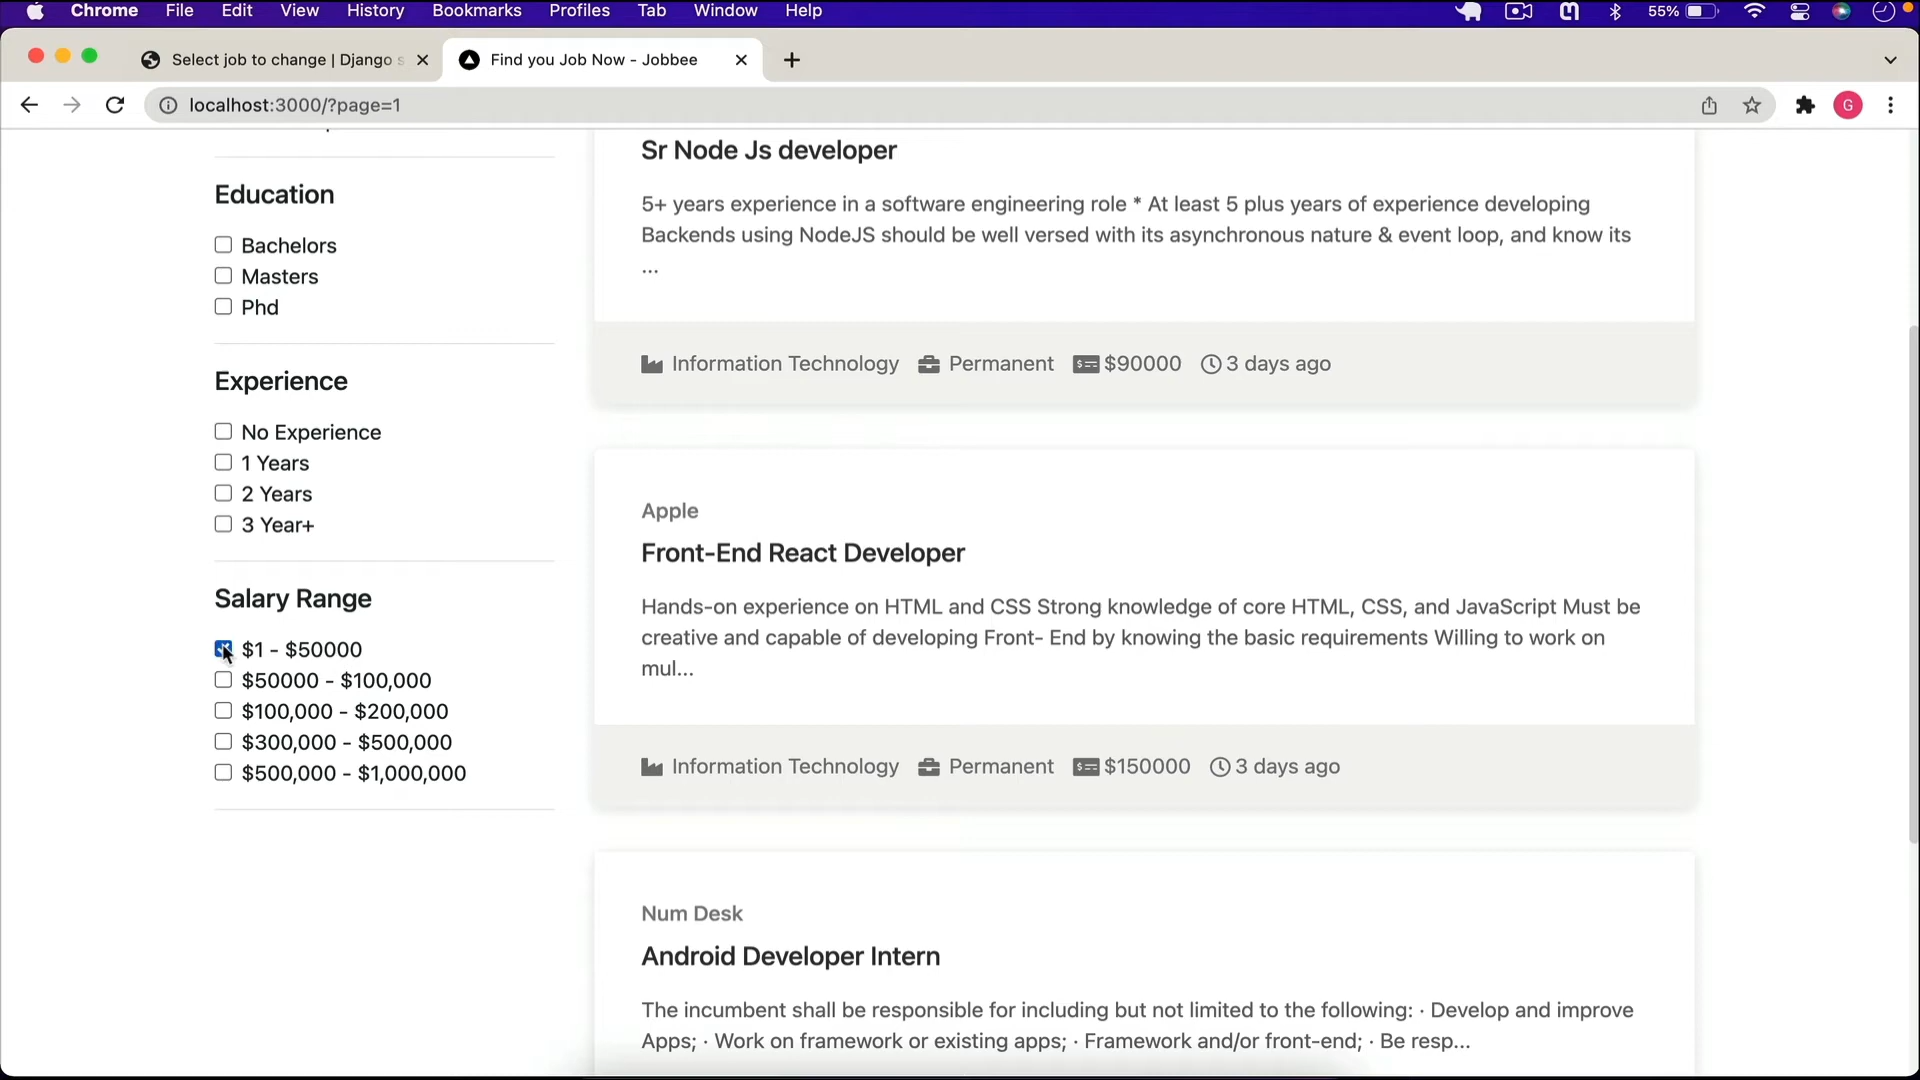 Chrome File Edit View History Bookmarks Profiles Tab Window Help 55%
Select job to change | Django s
Find you Job Now - Jobbee
localhost:3000/?page=1
G
Education
Bachelors
Masters
Phd
Experience
No Experience
1 Years
2 Years
3 Year+
Salary Range
$1 - $50000
$50000 - $100,000
$100,000 - $200,000
$300,000 - $500,000
$500,000 - $1,000,000
Sr Node Js developer
5+ years experience in a software engineering role * At least 5 plus years of experience developing
Backends using NodeJS should be well versed with its asynchronous nature & event loop, and know its
...
Information Technology Permanent $90000 3 days ago
Apple
Front-End React Developer
Hands-on experience on HTML and CSS Strong knowledge of core HTML, CSS, and JavaScript Must be
creative and capable of developing Front- End by knowing the basic requirements Willing to work on
mul...
Information Technology Permanent $150000 3 days ago
Num Desk
Android Developer Intern
The incumbent shall be responsible for including but not limited to the following: · Develop and improve
Apps; · Work on framework or existing apps; · Framework and/or front-end; · Be resp...